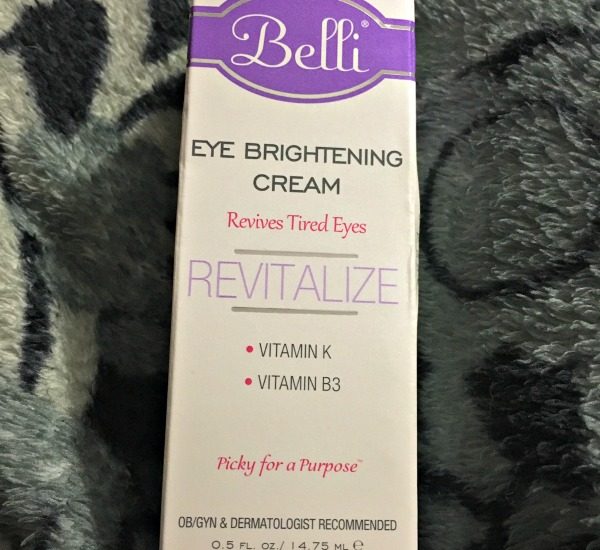 Belli®
EYE BRIGHTENING
CREAM
Revives Tired Eyes
REVITALIZE
• VITAMIN K
• VITAMIN B3
Picky for a Purpose™
OB/GYN & DERMATOLOGIST RECOMMENDED
0.5 FL. OZ./ 14.75 ML ℮